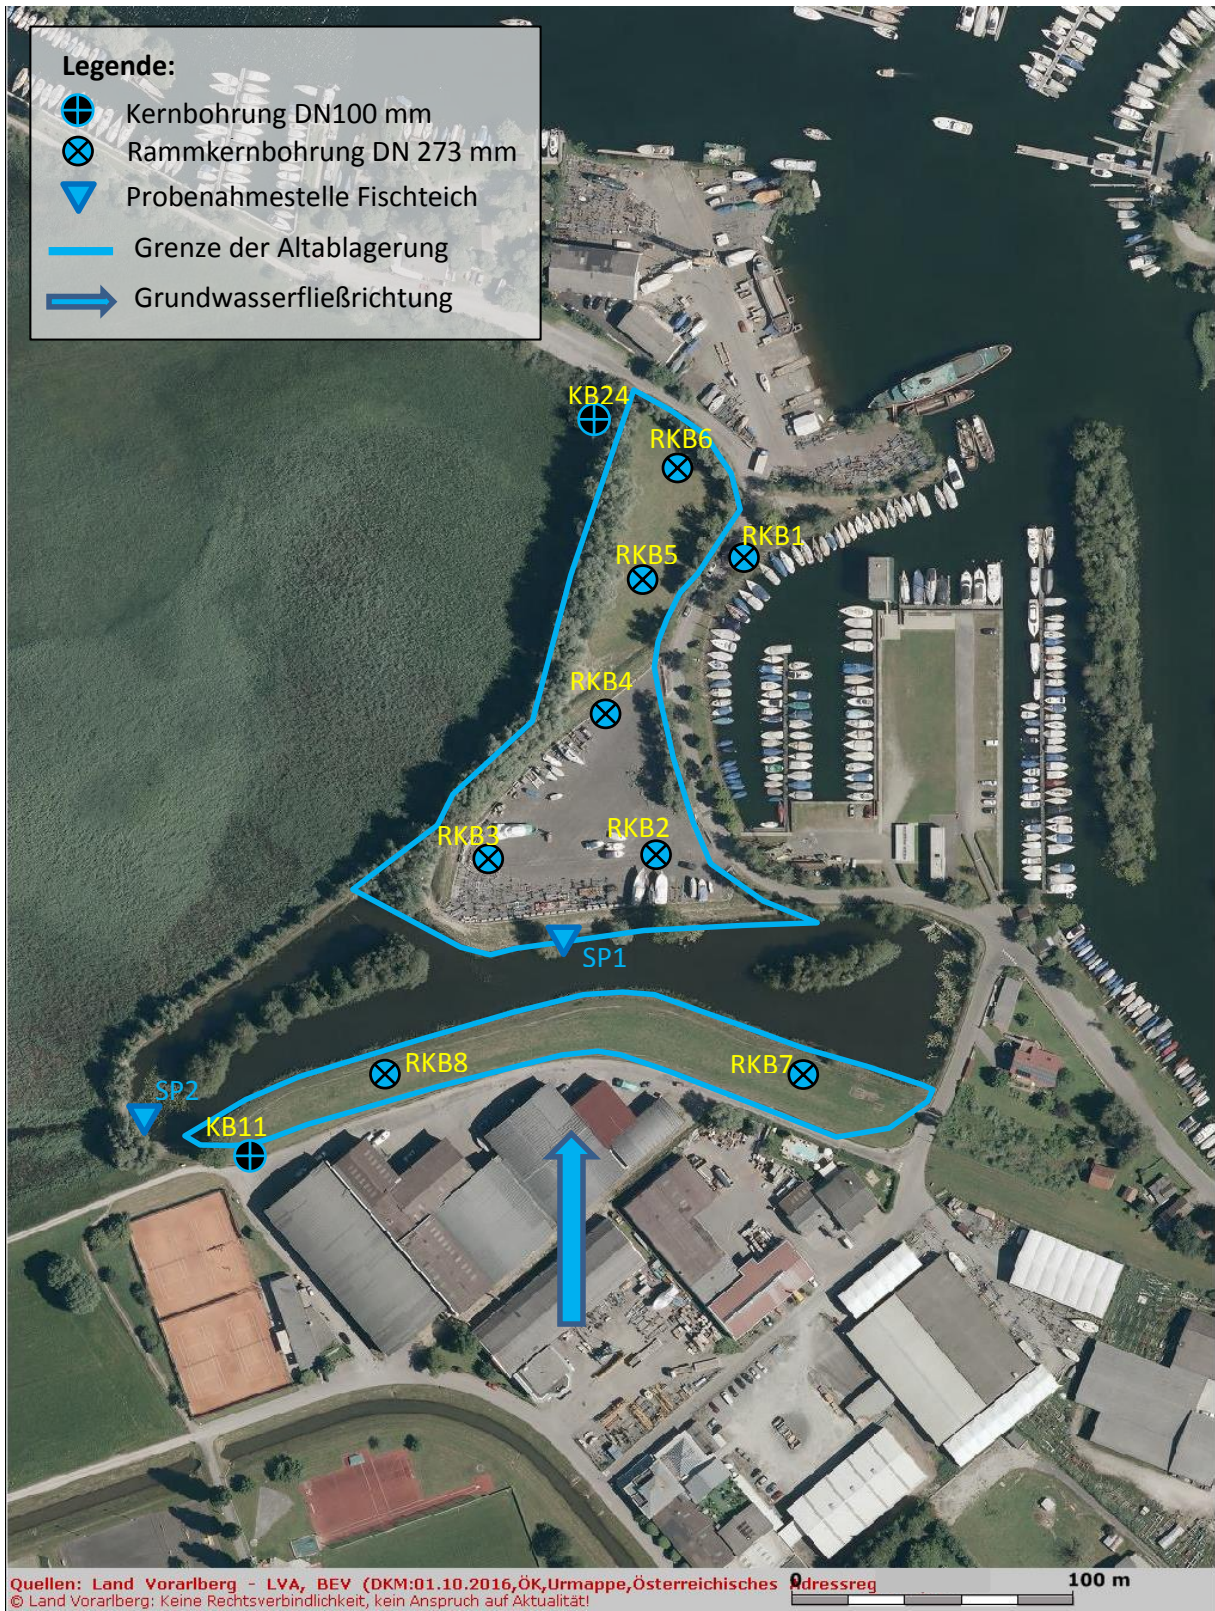 Legende:
Kernbohrung DN100 mm
Rammkernbohrung DN 273 mm
Probenahmestelle Fischteich
Grenze der Altablagerung
Grundwasserfließrichtung
KB24
RKB6
RKB1
RKB5
RKB4
RKB3
RKB2
SP1
RKB8
RKB7
SP2
KB11
Quellen: Land Vorarlberg - LVA, BEV (DKM:01.10.2016,ÖK,Urmappe,Österreichisches Adressreg
0 100 m
© Land Vorarlberg: Keine Rechtsverbindlichkeit, kein Anspruch auf Aktualität!